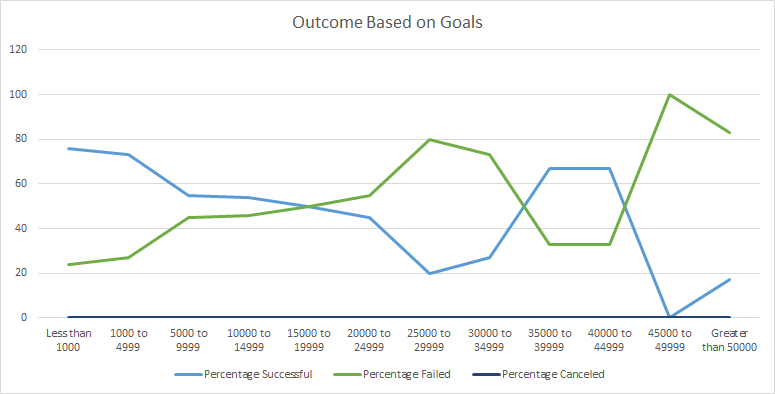 Outcome Based on Goals
120
100
80
60
40
20
0
Less than
1000
1000 to
4999
5000 to
9999
10000 to
14999
15000 to
19999
20000 to
24999
25000 to
29999
30000 to
34999
35000 to
39999
40000 to
44999
45000 to
49999
Greater
than 50000
Percentage Successful
Percentage Failed
Percentage Canceled